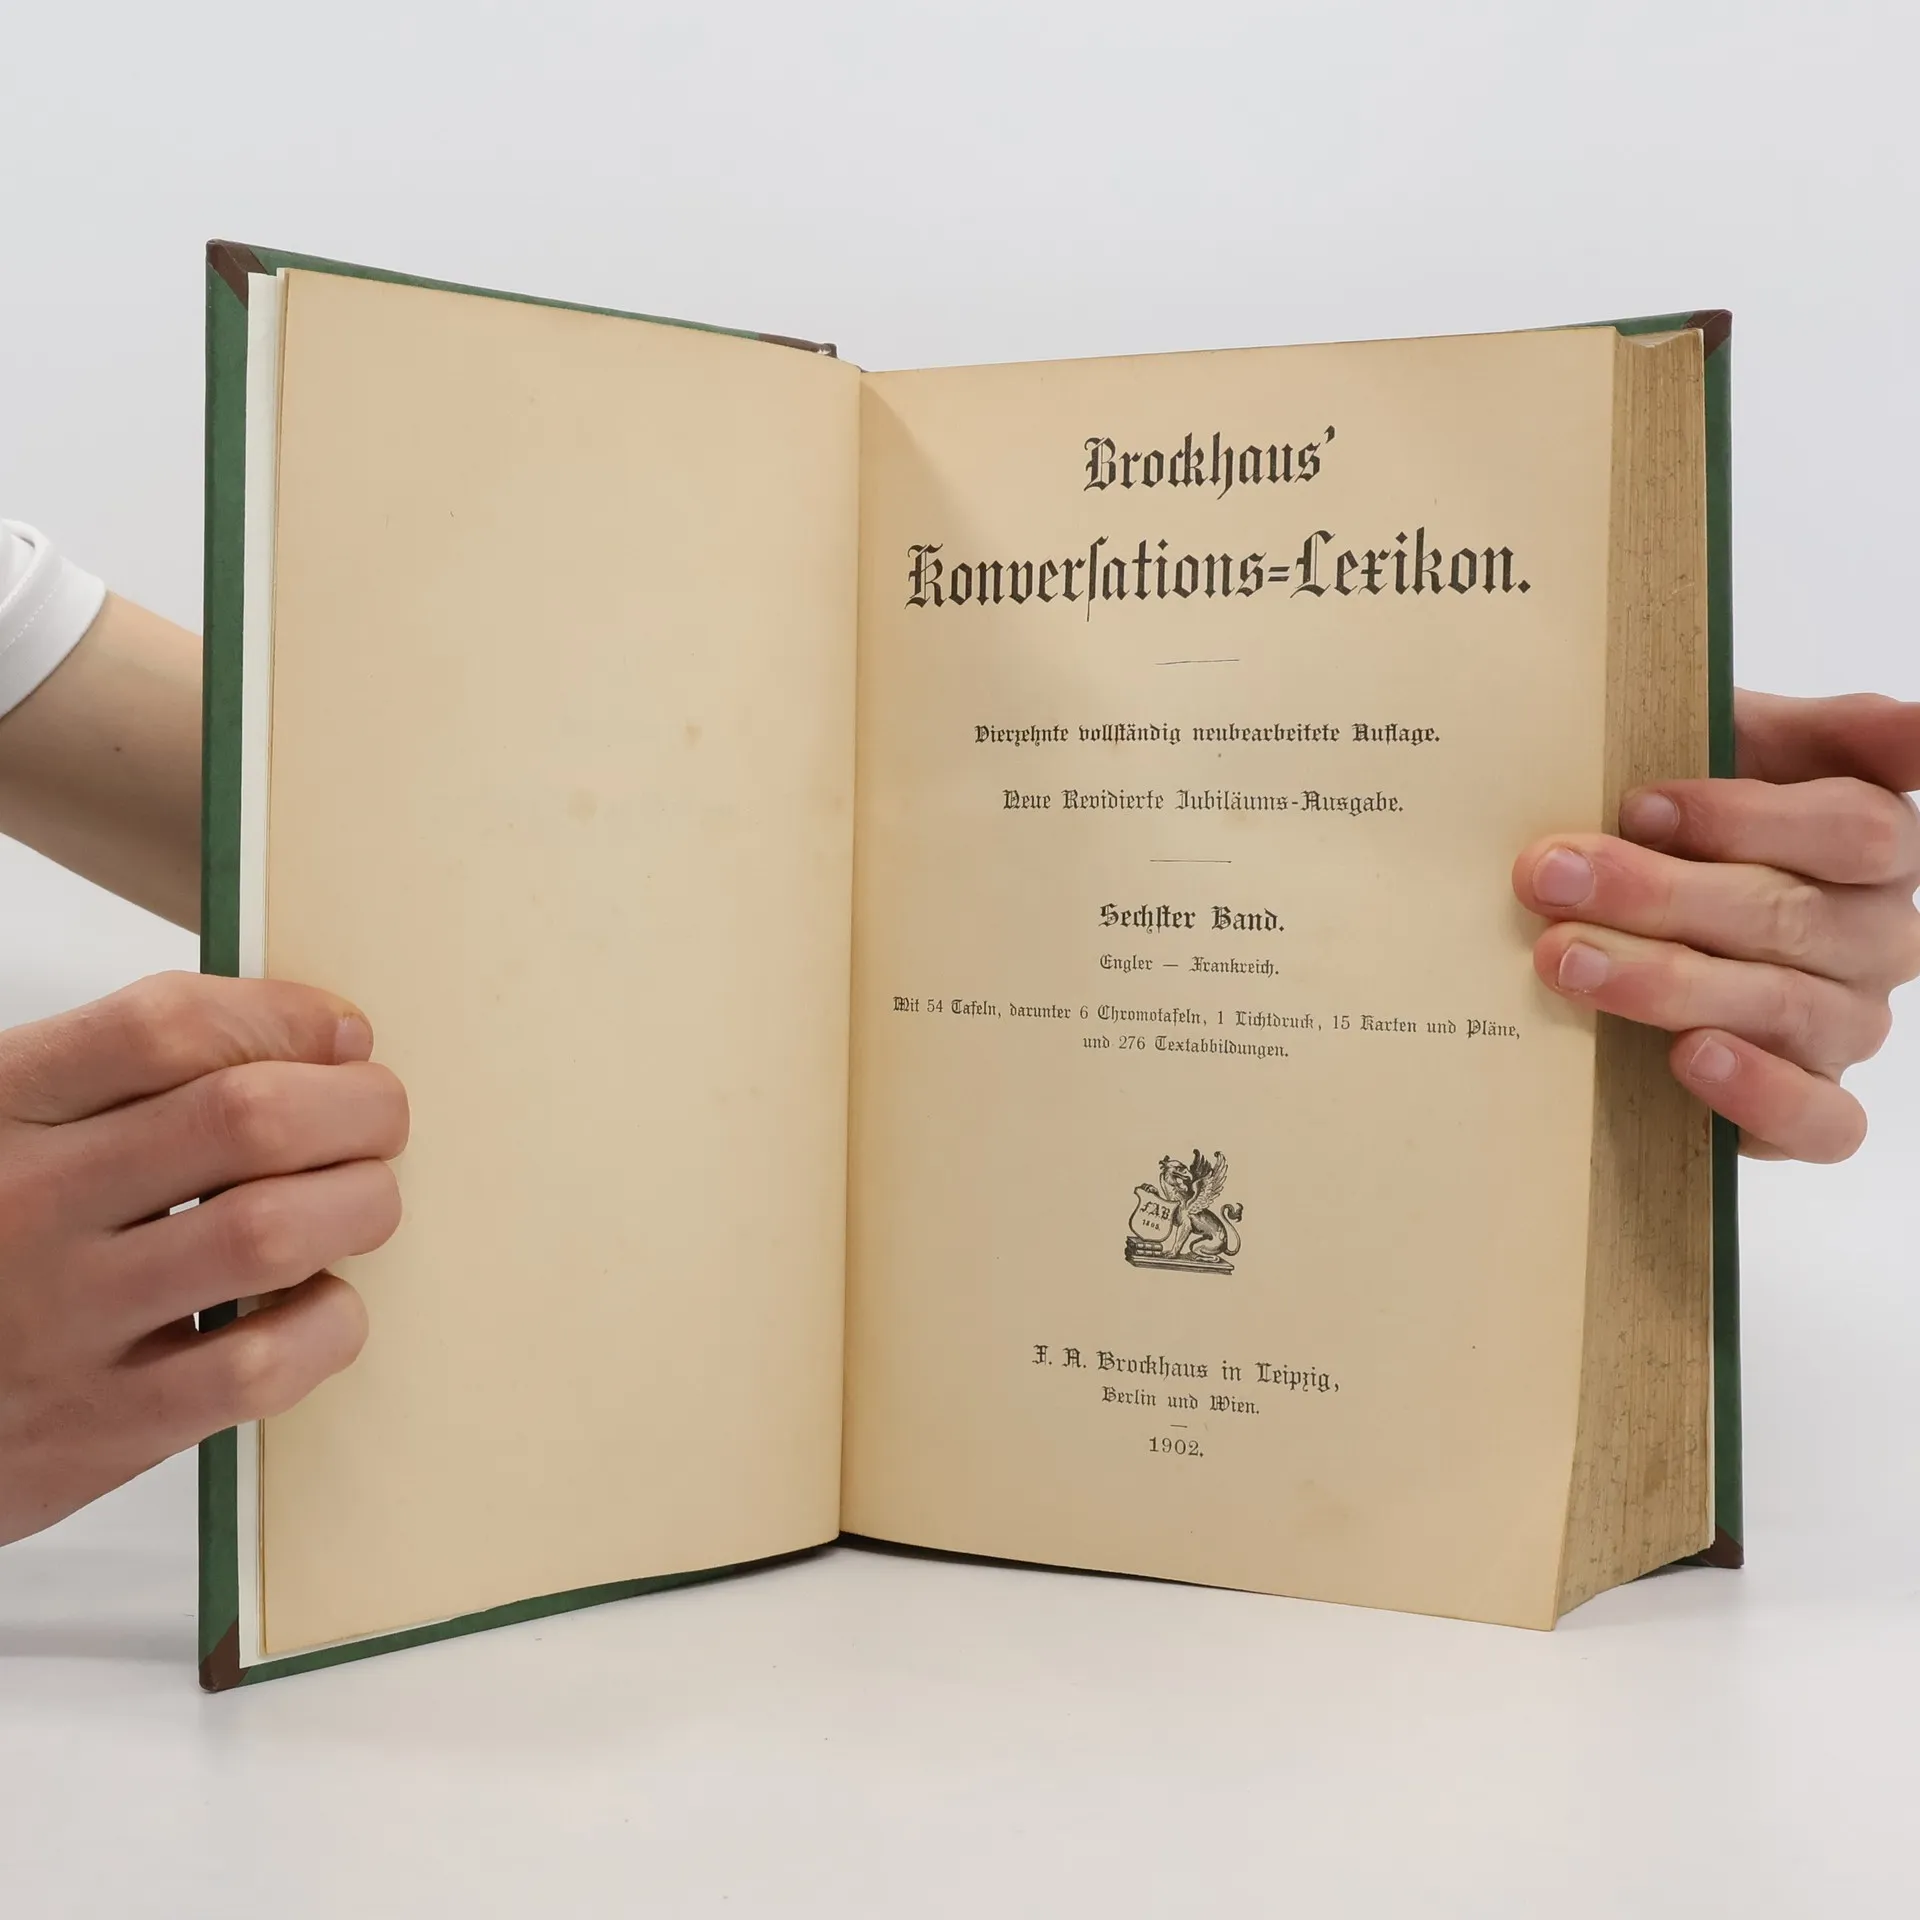 Brockhaus’
Konverſations=Lexikon.
Vierzehnte vollſtändig neubearbeitete Auflage.
Neue Revidierte Jubiläums-Ausgabe.
Sechſter Band.
Engler — Frankreich.
Mit 54 Tafeln, darunter 6 Chromotafeln, 1 Lichtdruck, 15 Karten und Pläne,
und 276 Textabbildungen.
F.A.B.
1805.
F. A. Brockhaus in Leipzig,
Berlin und Wien.
1902.